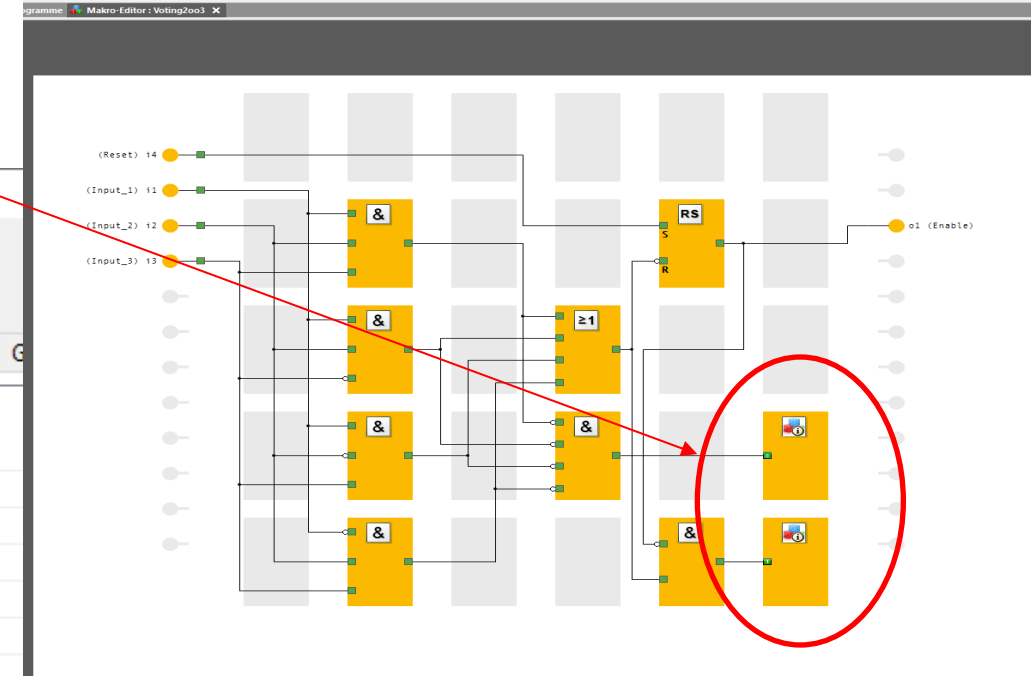 ogramme Makro-Editor : Voting2oo3 X
(Reset) i4
(Input_1) i1
& RS
S
(Input_2) i2
o1 (Enable)
(Input_3) i3
R
& ≥1
G
& &
& &